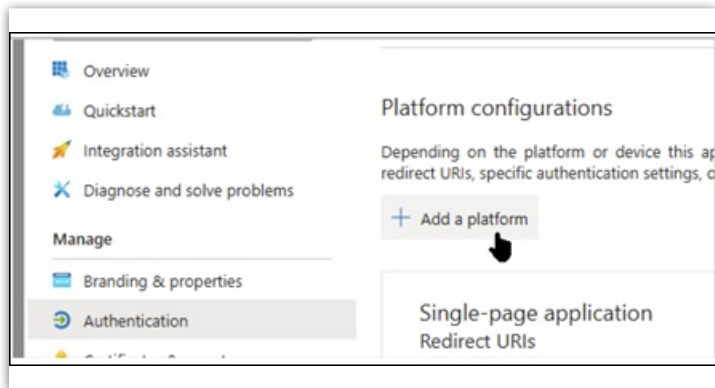 Overview
Quickstart
Integration assistant
Diagnose and solve problems
Manage
Branding & properties
Authentication
Platform configurations
Depending on the platform or device this ap
redirect URIs, specific authentication settings, c
Add a platform
Single-page application
Redirect URIs